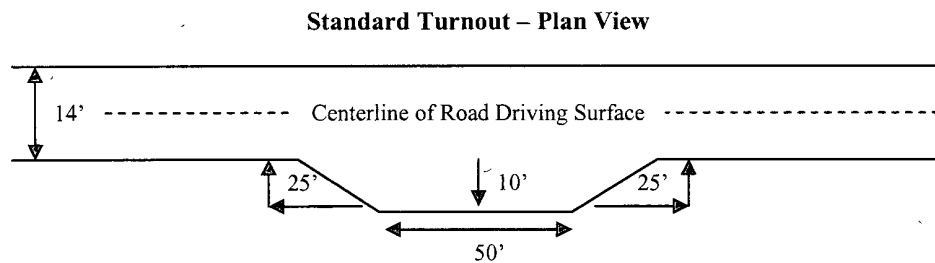 Standard Turnout – Plan View
14’
Centerline of Road Driving Surface
25’
10’
25’
50’